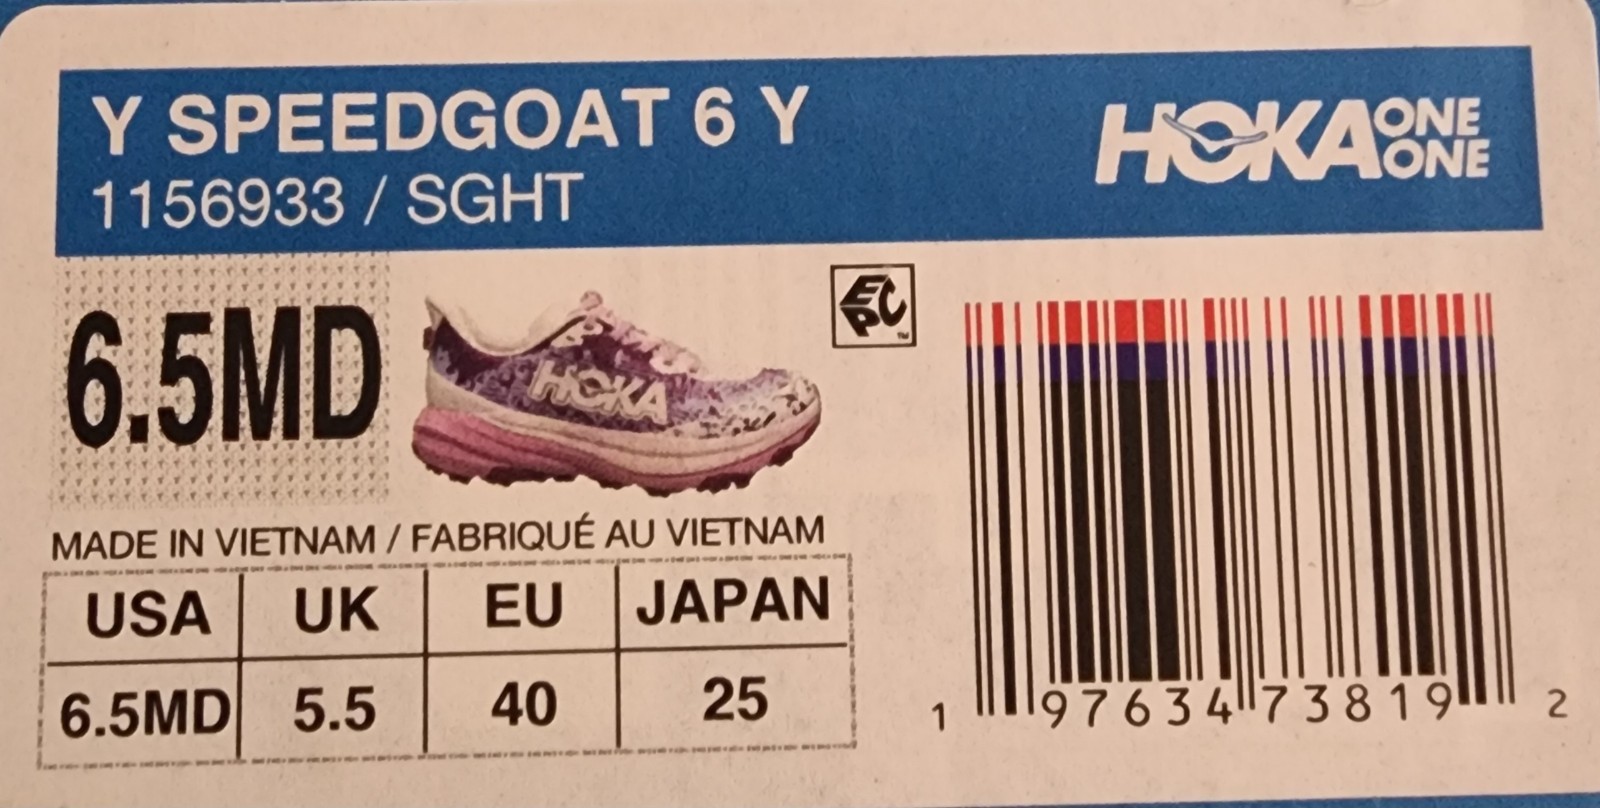 Y SPEEDGOAT 6 Y
1156933 / SGHT
HOKA ONE ONE
6.5MD
HOKA
EPC
TM
MADE IN VIETNAM / FABRIQUÉ AU VIETNAM
USA UK EU JAPAN
6.5MD 5.5 40 25
1 97634 73819 2